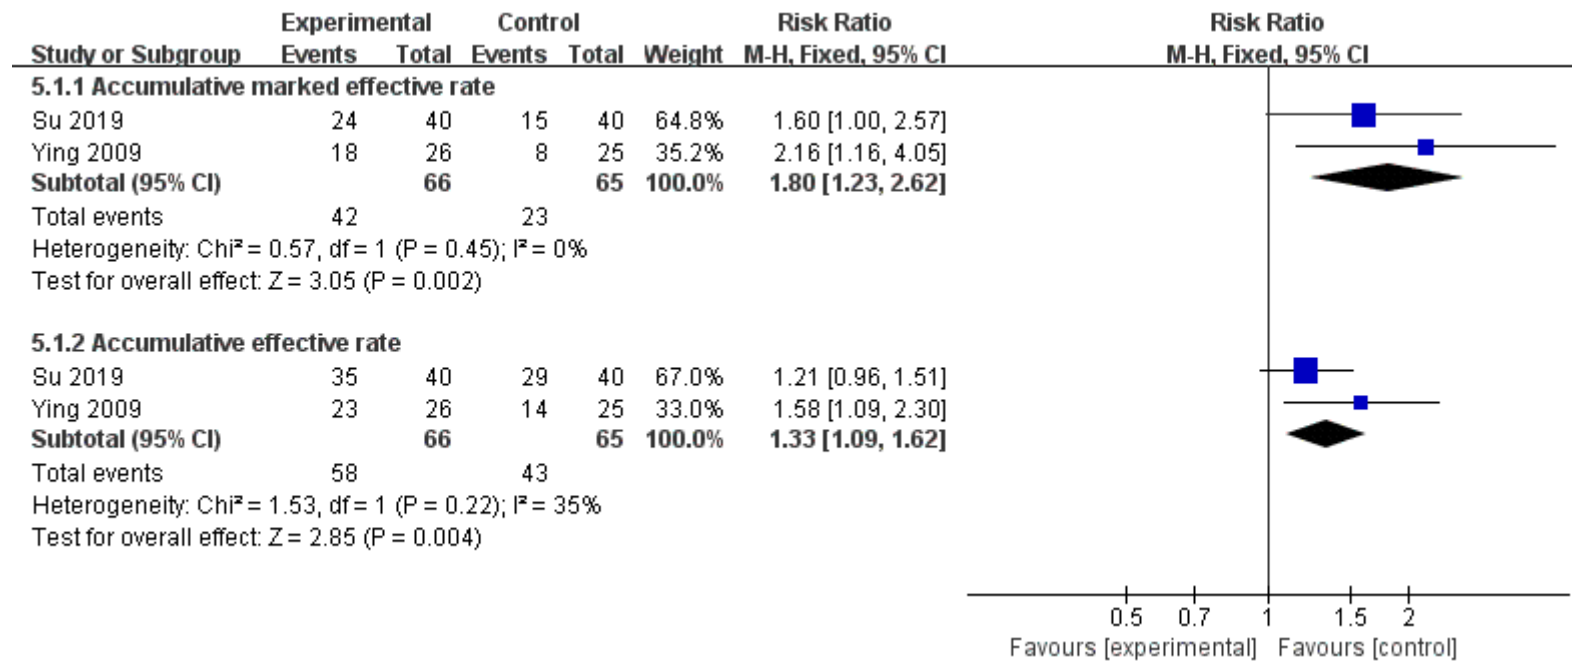 Experimental Control Risk Ratio Risk Ratio
Study or Subgroup Events Total Events Total Weight M-H, Fixed, 95% CI M-H, Fixed, 95% CI
5.1.1 Accumulative marked effective rate
Su 2019 24 40 15 40 64.8% 1.60 [1.00, 2.57]
Ying 2009 18 26 8 25 35.2% 2.16 [1.16, 4.05]
Subtotal (95% CI) 66 65 100.0% 1.80 [1.23, 2.62]
Total events 42 23
Heterogeneity: Chi² = 0.57, df = 1 (P = 0.45); I² = 0%
Test for overall effect: Z = 3.05 (P = 0.002)
5.1.2 Accumulative effective rate
Su 2019 35 40 29 40 67.0% 1.21 [0.96, 1.51]
Ying 2009 23 26 14 25 33.0% 1.58 [1.09, 2.30]
Subtotal (95% CI) 66 65 100.0% 1.33 [1.09, 1.62]
Total events 58 43
Heterogeneity: Chi² = 1.53, df = 1 (P = 0.22); I² = 35%
Test for overall effect: Z = 2.85 (P = 0.004)
0.5 0.7 1 1.5 2
Favours [experimental] Favours [control]